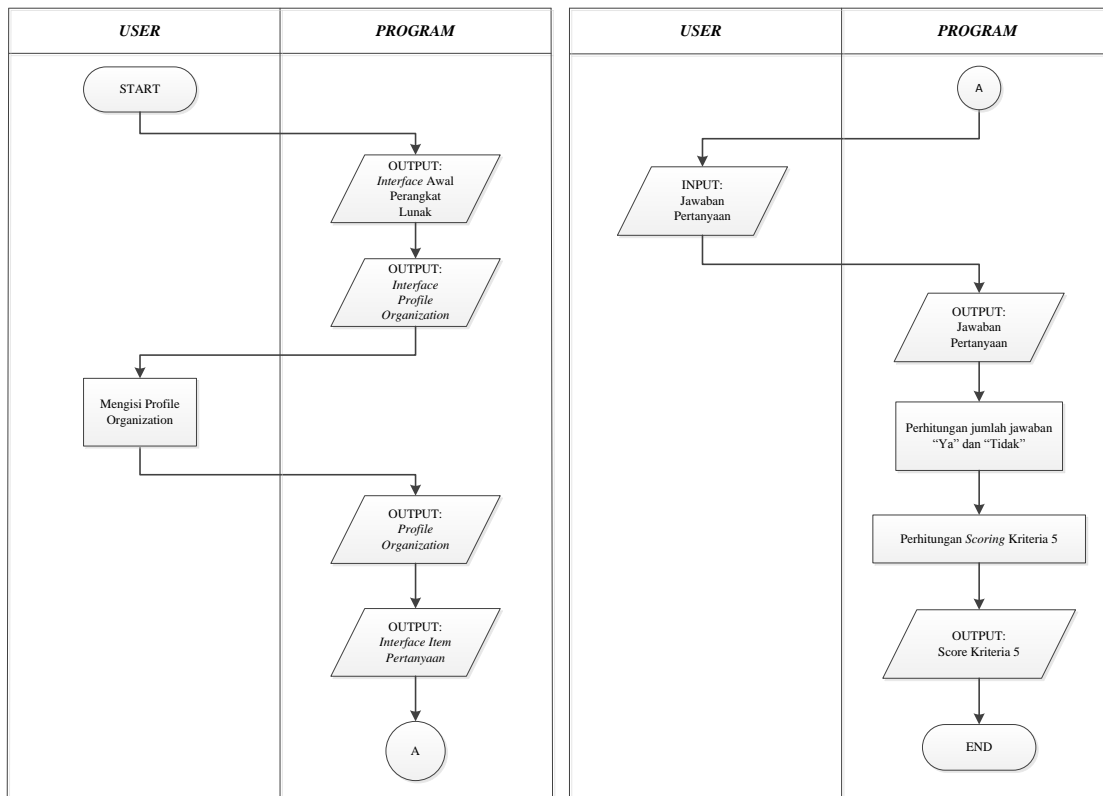 USER
PROGRAM
START
OUTPUT:
Interface Awal
Perangkat
Lunak
OUTPUT:
Interface
Profile
Organization
Mengisi Profile
Organization
OUTPUT:
Profile
Organization
OUTPUT:
Interface Item
Pertanyaan
A
USER
PROGRAM
A
INPUT:
Jawaban
Pertanyaan
OUTPUT:
Jawaban
Pertanyaan
Perhitungan jumlah jawaban
“Ya” dan “Tidak”
Perhitungan Scoring Kriteria 5
OUTPUT:
Score Kriteria 5
END